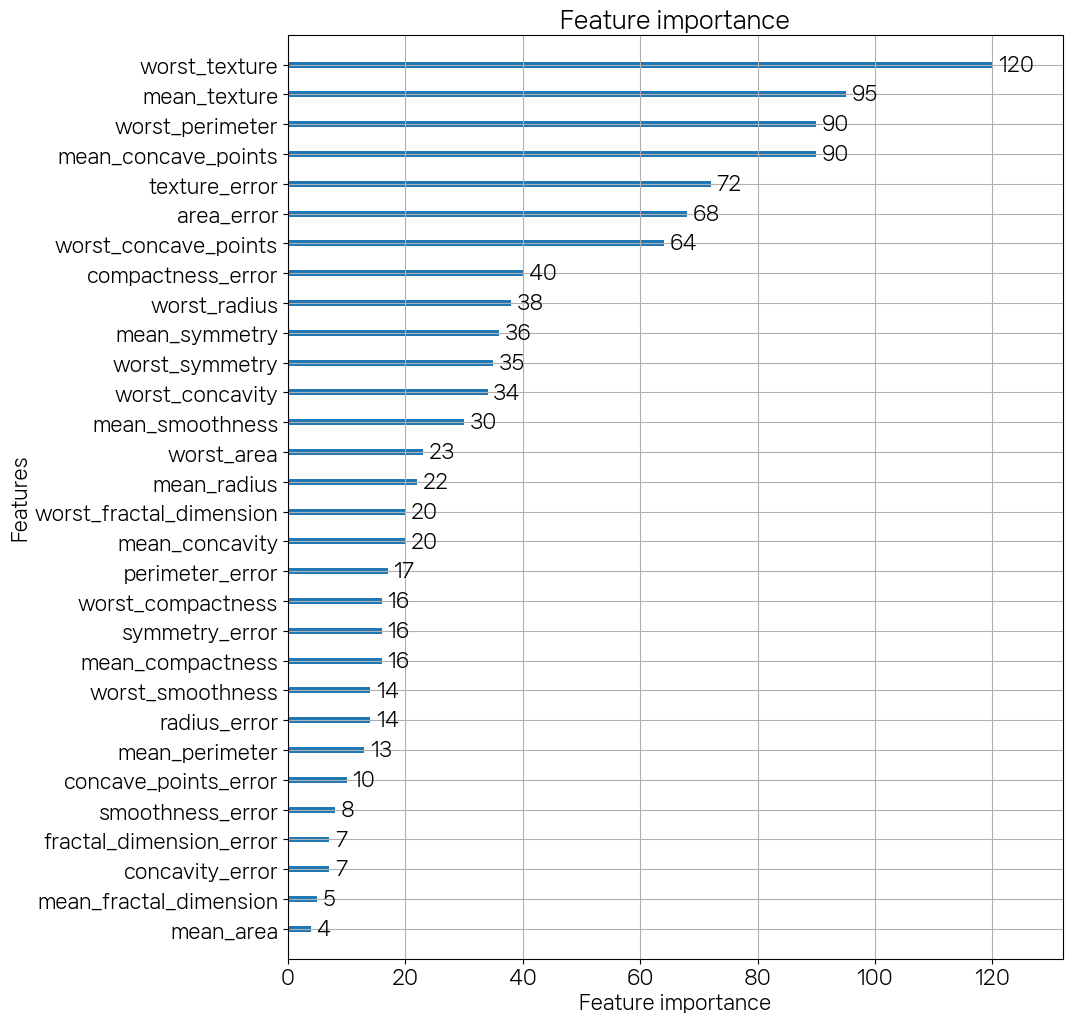 Feature importance
worst_texture 120
mean_texture 95
worst_perimeter 90
mean_concave_points 90
texture_error 72
area_error 68
worst_concave_points 64
compactness_error 40
worst_radius 38
mean_symmetry 36
worst_symmetry 35
worst_concavity 34
mean_smoothness 30
worst_area 23
mean_radius 22
worst_fractal_dimension 20
mean_concavity 20
perimeter_error 17
worst_compactness 16
symmetry_error 16
mean_compactness 16
worst_smoothness 14
radius_error 14
mean_perimeter 13
concave_points_error 10
smoothness_error 8
fractal_dimension_error 7
concavity_error 7
mean_fractal_dimension 5
mean_area 4
Features
0 20 40 60 80 100 120
Feature importance